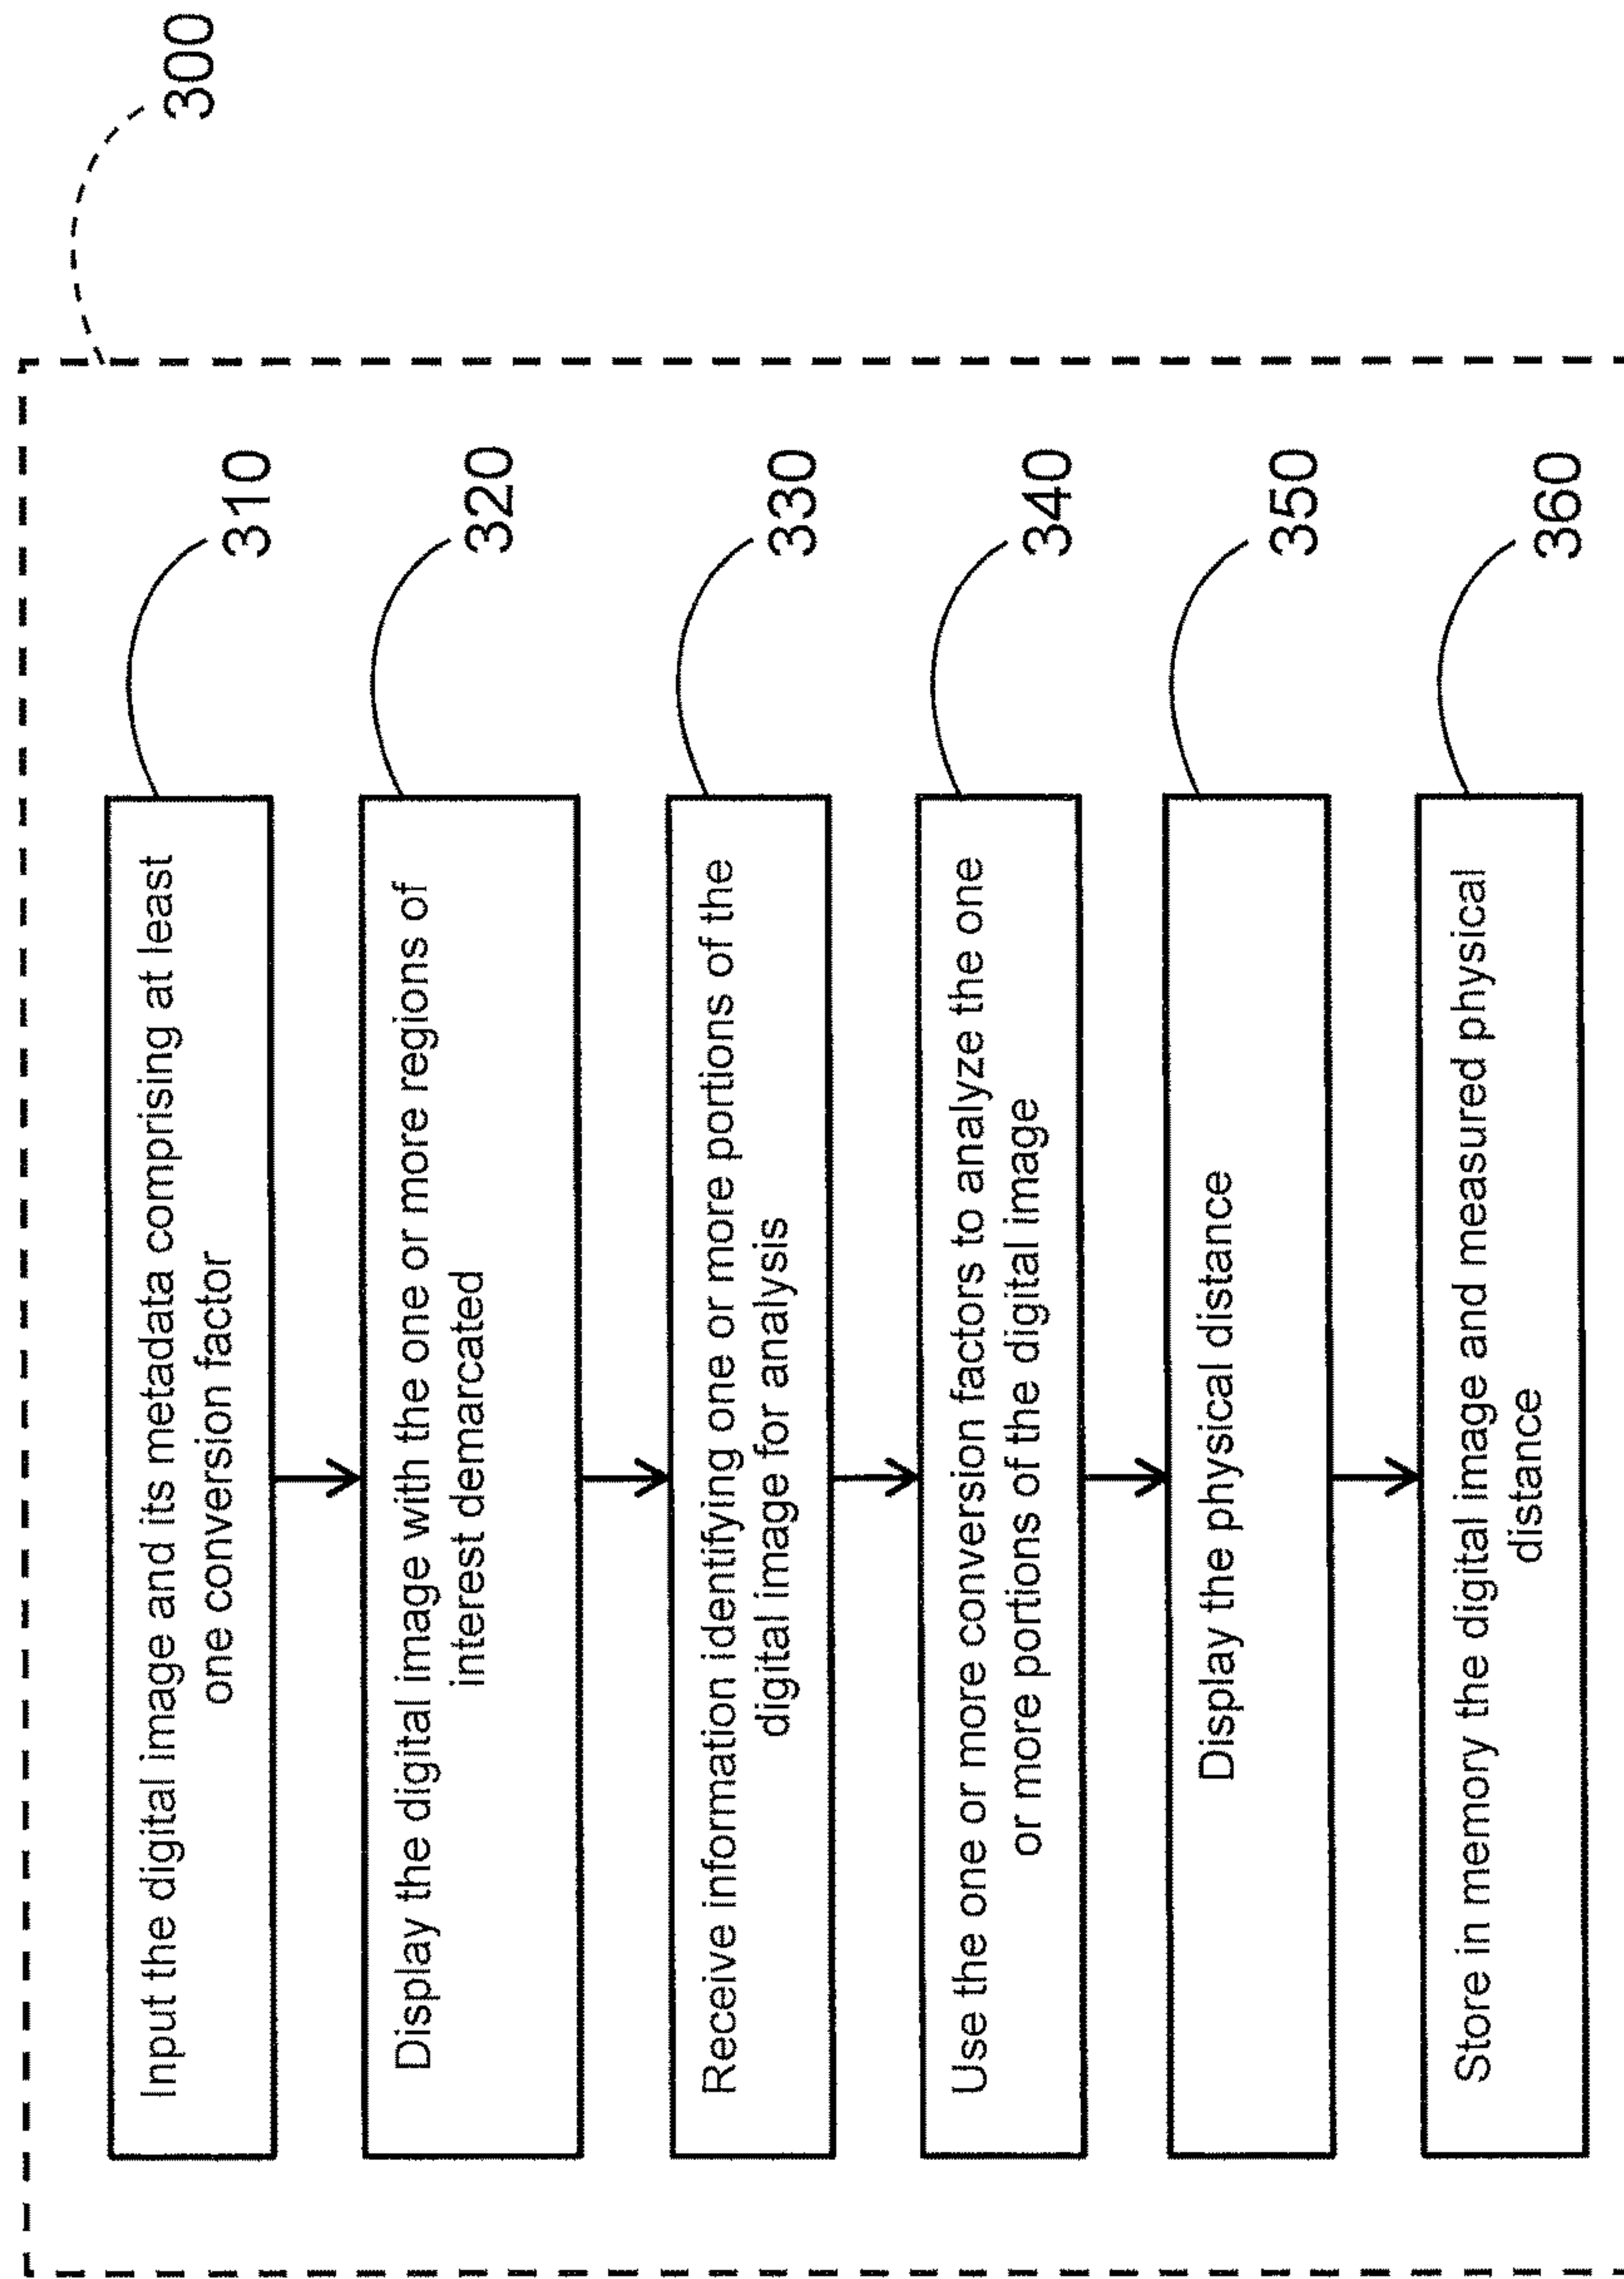 300
Input the digital image and its metadata comprising at least
one conversion factor
310
Display the digital image with the one or more regions of
interest demarcated
320
Receive information identifying one or more portions of the
digital image for analysis
330
Use the one or more conversion factors to analyze the one
or more portions of the digital image
340
Display the physical distance
350
Store in memory the digital image and measured physical
distance
360